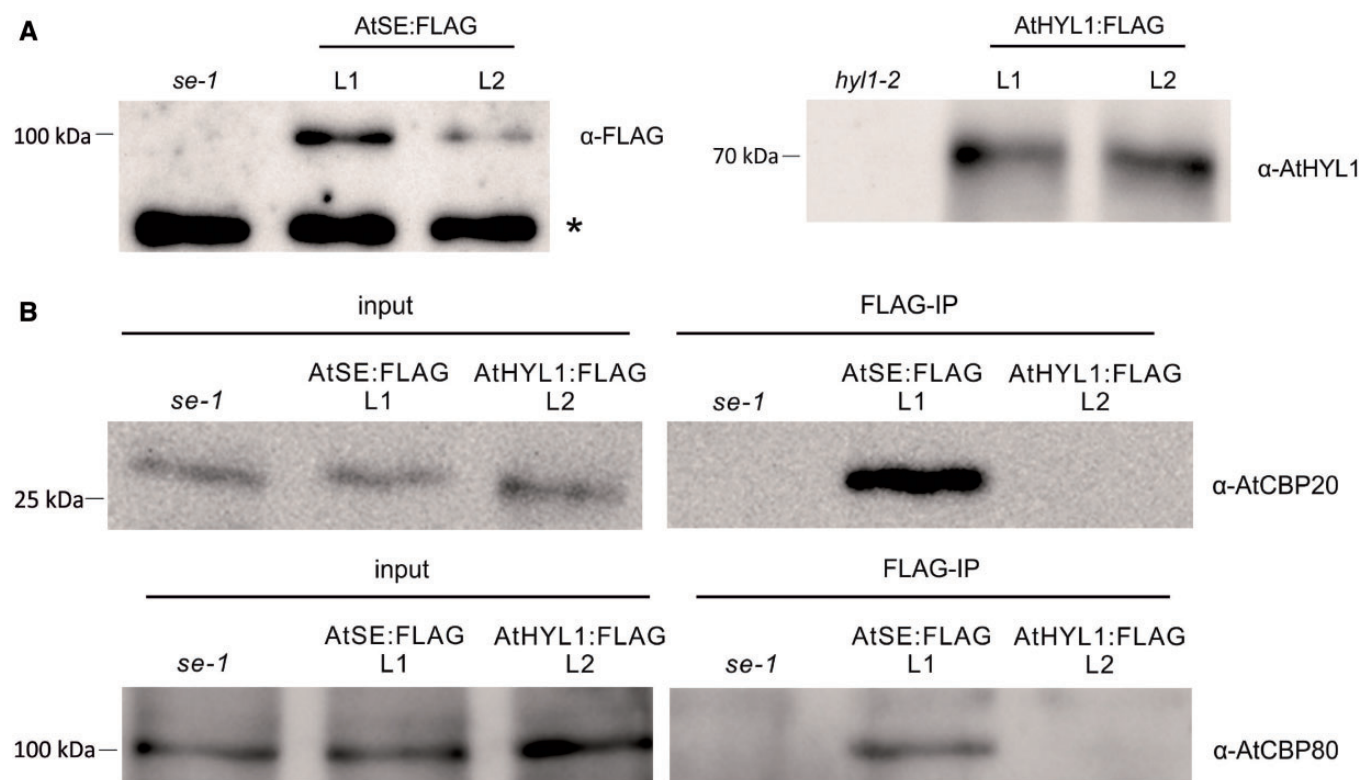 A
AtSE:FLAG
se-1 L1 L2
100 kDa
α-FLAG
*
AtHYL1:FLAG
hyl1-2 L1 L2
70 kDa
α-AtHYL1
B
input
FLAG-IP
AtSE:FLAG AtHYL1:FLAG
se-1 L1 L2
AtSE:FLAG AtHYL1:FLAG
se-1 L1 L2
25 kDa
α-AtCBP20
input
FLAG-IP
AtSE:FLAG AtHYL1:FLAG
se-1 L1 L2
AtSE:FLAG AtHYL1:FLAG
se-1 L1 L2
100 kDa
α-AtCBP80